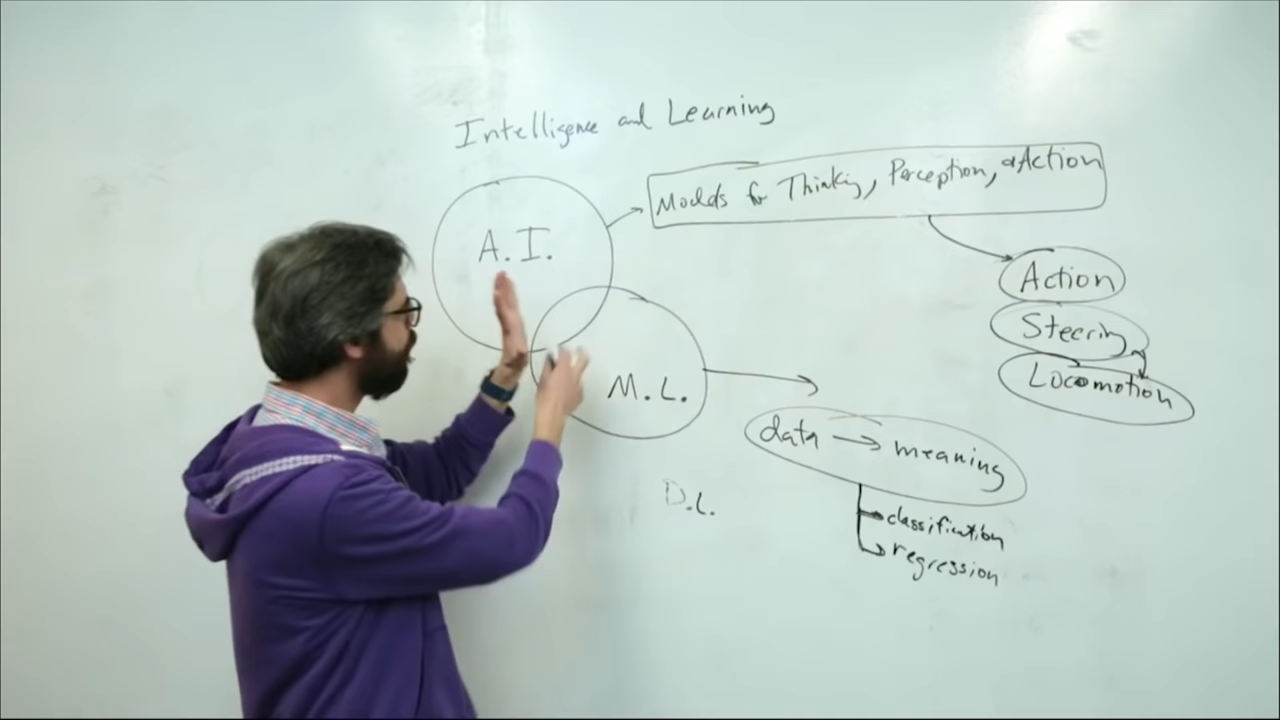 Intelligence and Learning
A.I.
Models for Thinking, Perception, & Action
Action
Steering
Locomotion
M.L.
data → meaning
classification
regression
D.L.